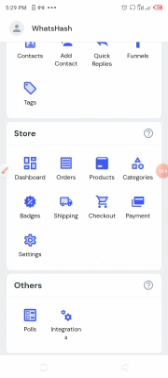 5:29 PM
WhatsHash
Contacts
Add
Contact
Quick
Replies
Funnels
Tags
Store
Dashboard
Orders
Products
Categories
Badges
Shipping
Checkout
Payment
Settings
Others
Polls
Integration
s